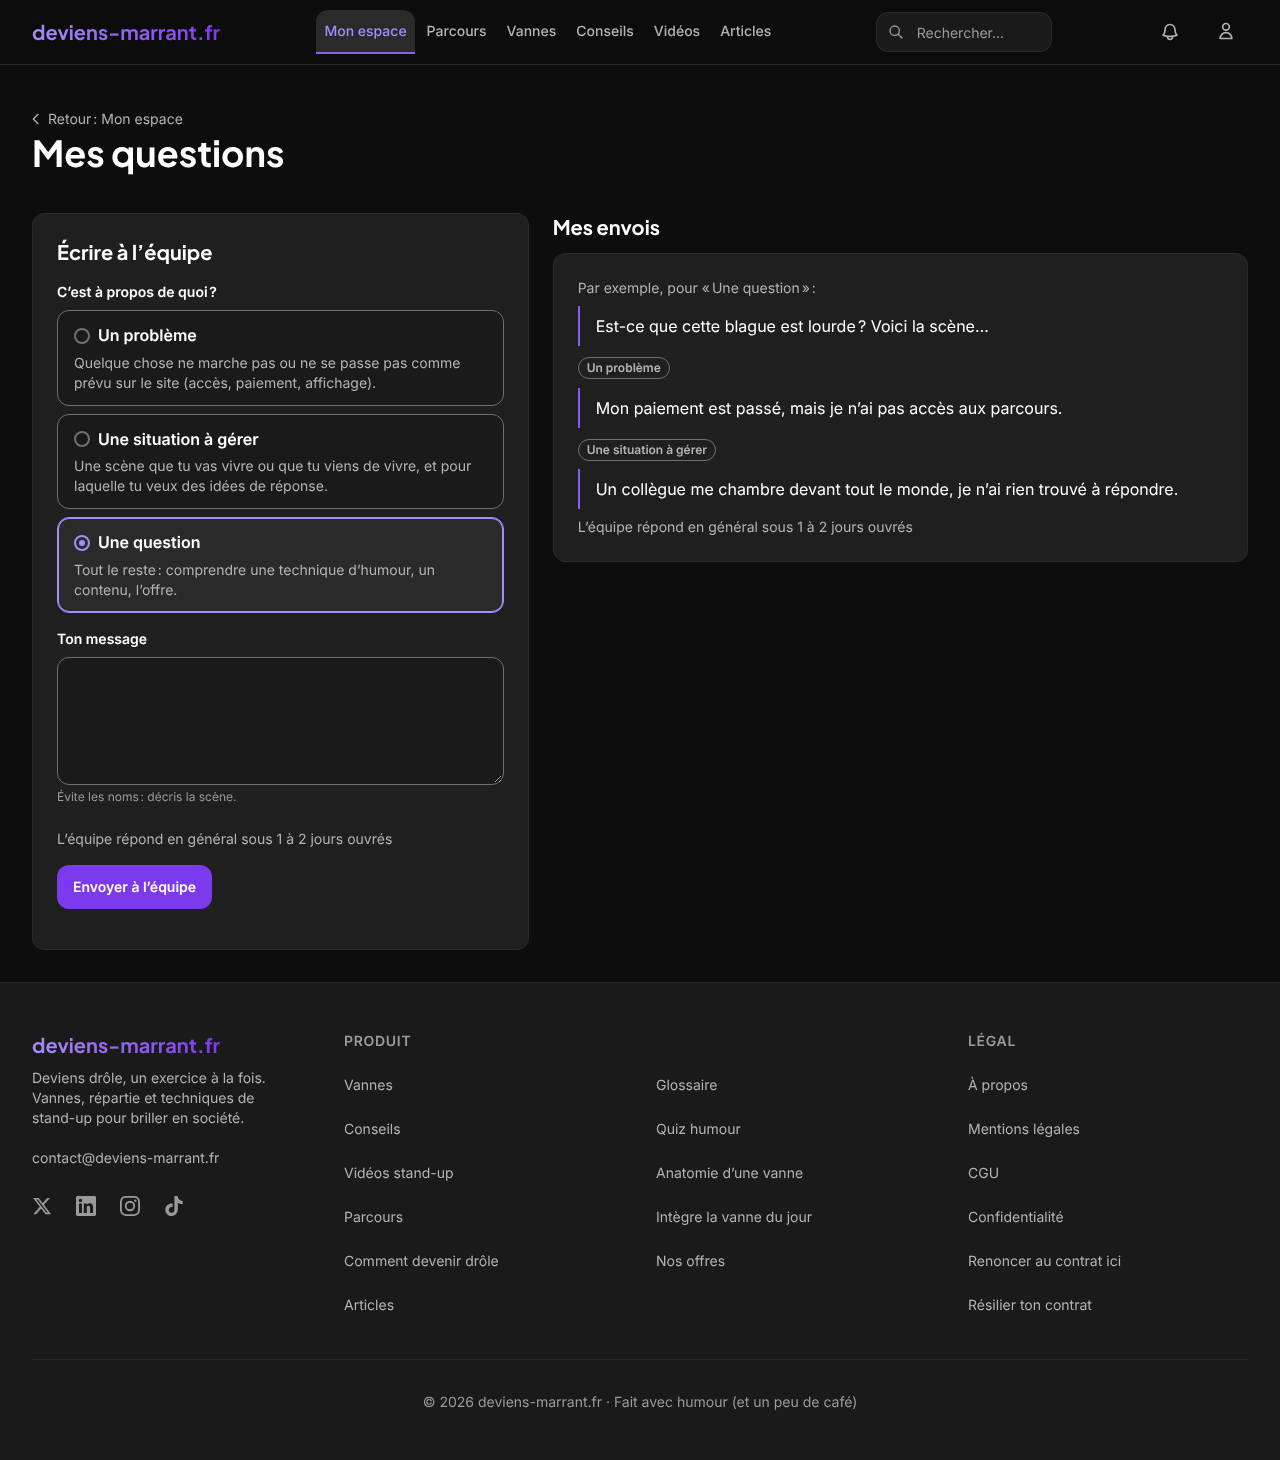 deviens-marrant.fr
Mon espace
Parcours
Vannes
Conseils
Vidéos
Articles
Rechercher...
Retour : Mon espace
Mes questions
Écrire à l’équipe
C’est à propos de quoi ?
Un problème
Quelque chose ne marche pas ou ne se passe pas comme
prévu sur le site (accès, paiement, affichage).
Une situation à gérer
Une scène que tu vas vivre ou que tu viens de vivre, et pour
laquelle tu veux des idées de réponse.
Une question
Tout le reste : comprendre une technique d’humour, un
contenu, l’offre.
Ton message
Évite les noms : décris la scène.
L’équipe répond en général sous 1 à 2 jours ouvrés
Envoyer à l’équipe
Mes envois
Par exemple, pour « Une question » :
Est-ce que cette blague est lourde ? Voici la scène…
Un problème
Mon paiement est passé, mais je n’ai pas accès aux parcours.
Une situation à gérer
Un collègue me chambre devant tout le monde, je n’ai rien trouvé à répondre.
L’équipe répond en général sous 1 à 2 jours ouvrés
deviens-marrant.fr
Deviens drôle, un exercice à la fois.
Vannes, répartie et techniques de
stand-up pour briller en société.
contact@deviens-marrant.fr
PRODUIT
Vannes
Conseils
Vidéos stand-up
Parcours
Comment devenir drôle
Articles
Glossaire
Quiz humour
Anatomie d’une vanne
Intègre la vanne du jour
Nos offres
LÉGAL
À propos
Mentions légales
CGU
Confidentialité
Renoncer au contrat ici
Résilier ton contrat
© 2026 deviens-marrant.fr · Fait avec humour (et un peu de café)